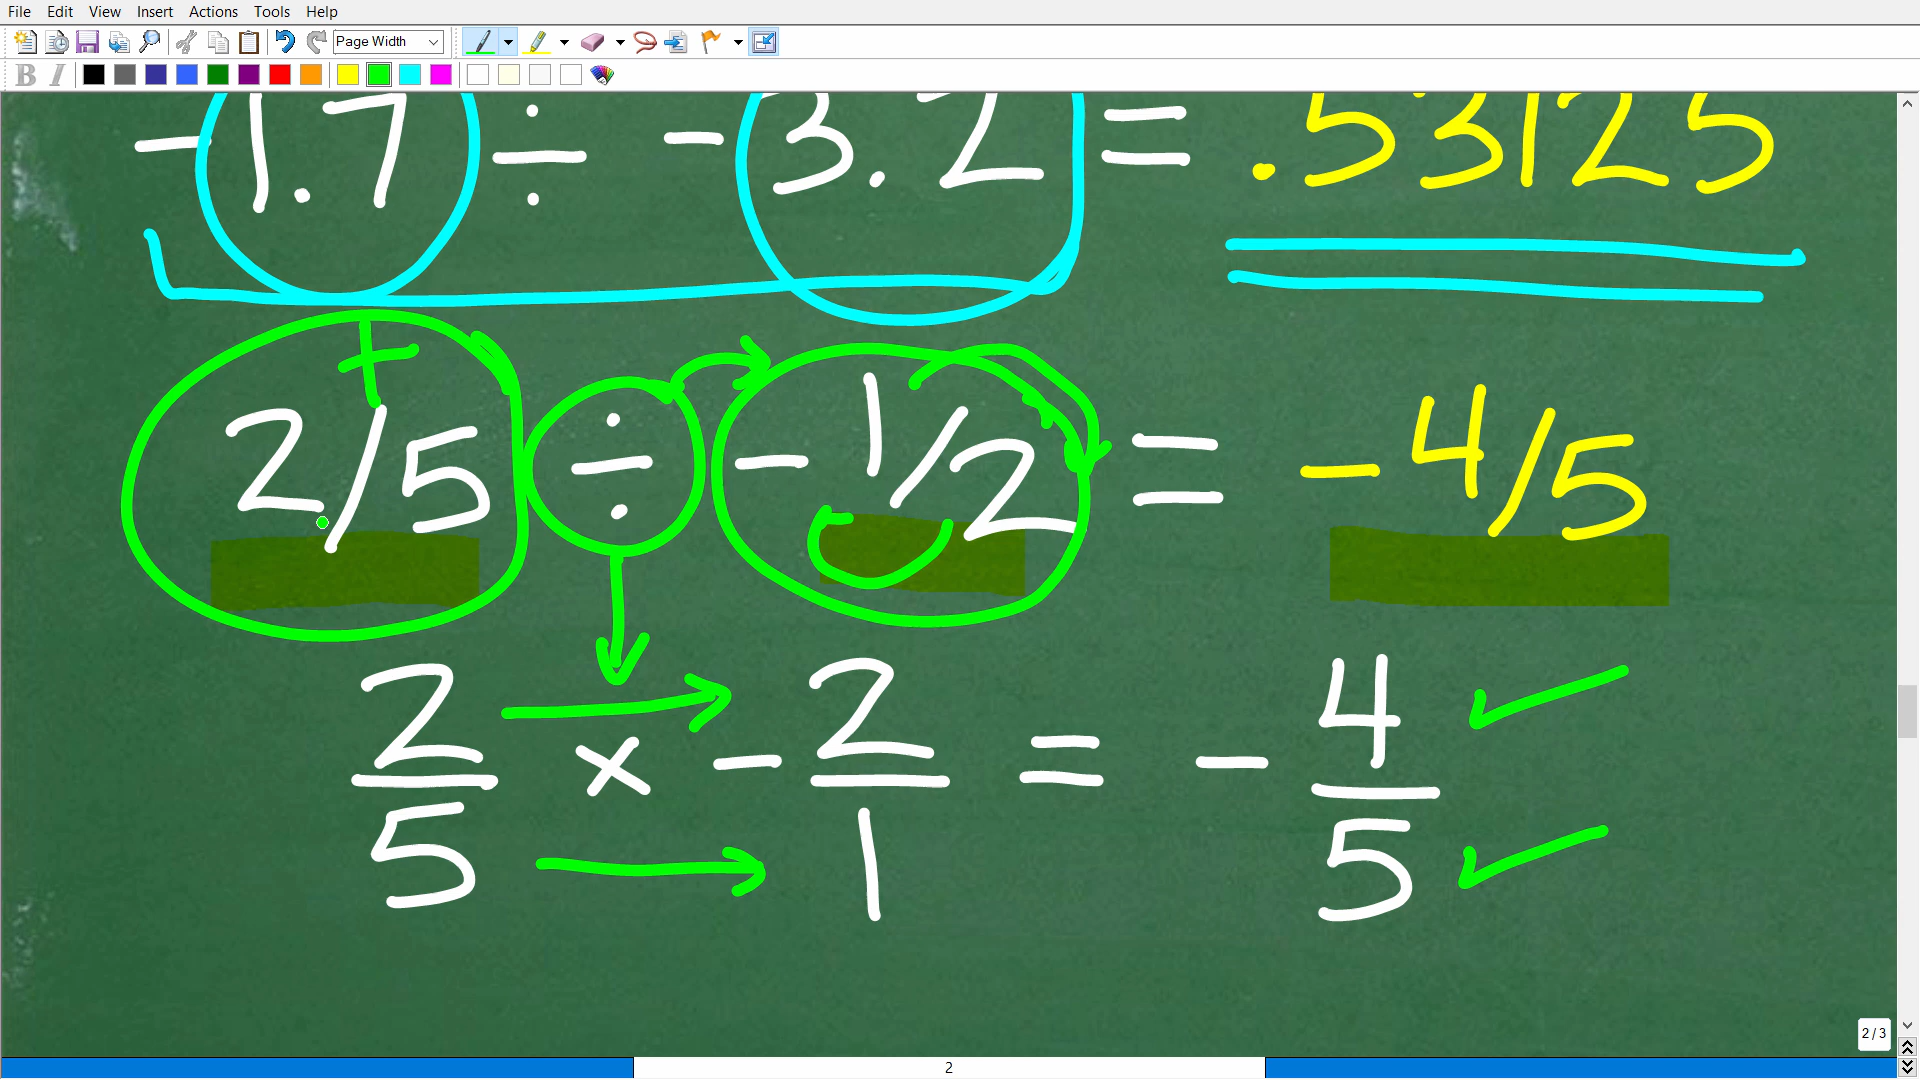 File Edit View Insert Actions Tools Help
Page Width
B I
-1.7 ÷ -3.2 = .53125
+
2/5 ÷ -1/2 = -4/5
2/5 × -2/1 = -4/5
2/3
2